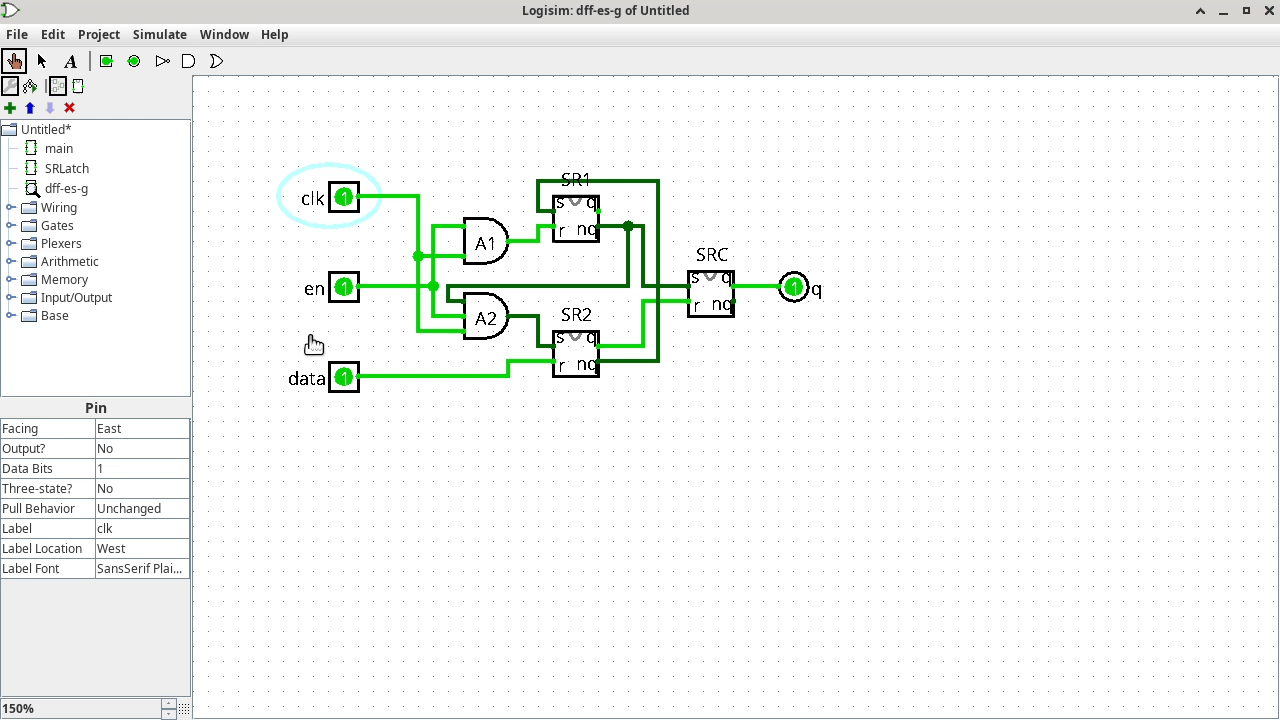 Logisim: dff-es-g of Untitled
File Edit Project Simulate Window Help
A
Untitled*
main
SRLatch
dff-es-g
Wiring
Gates
Plexers
Arithmetic
Memory
Input/Output
Base
Pin
Facing East
Output? No
Data Bits 1
Three-state? No
Pull Behavior Unchanged
Label clk
Label Location West
Label Font SansSerif Plai...
150%
clk 1
en 1
data 1
A1
A2
SR1
s q
r nq
SR2
s q
r nq
SRC
s q
r nq
1 q